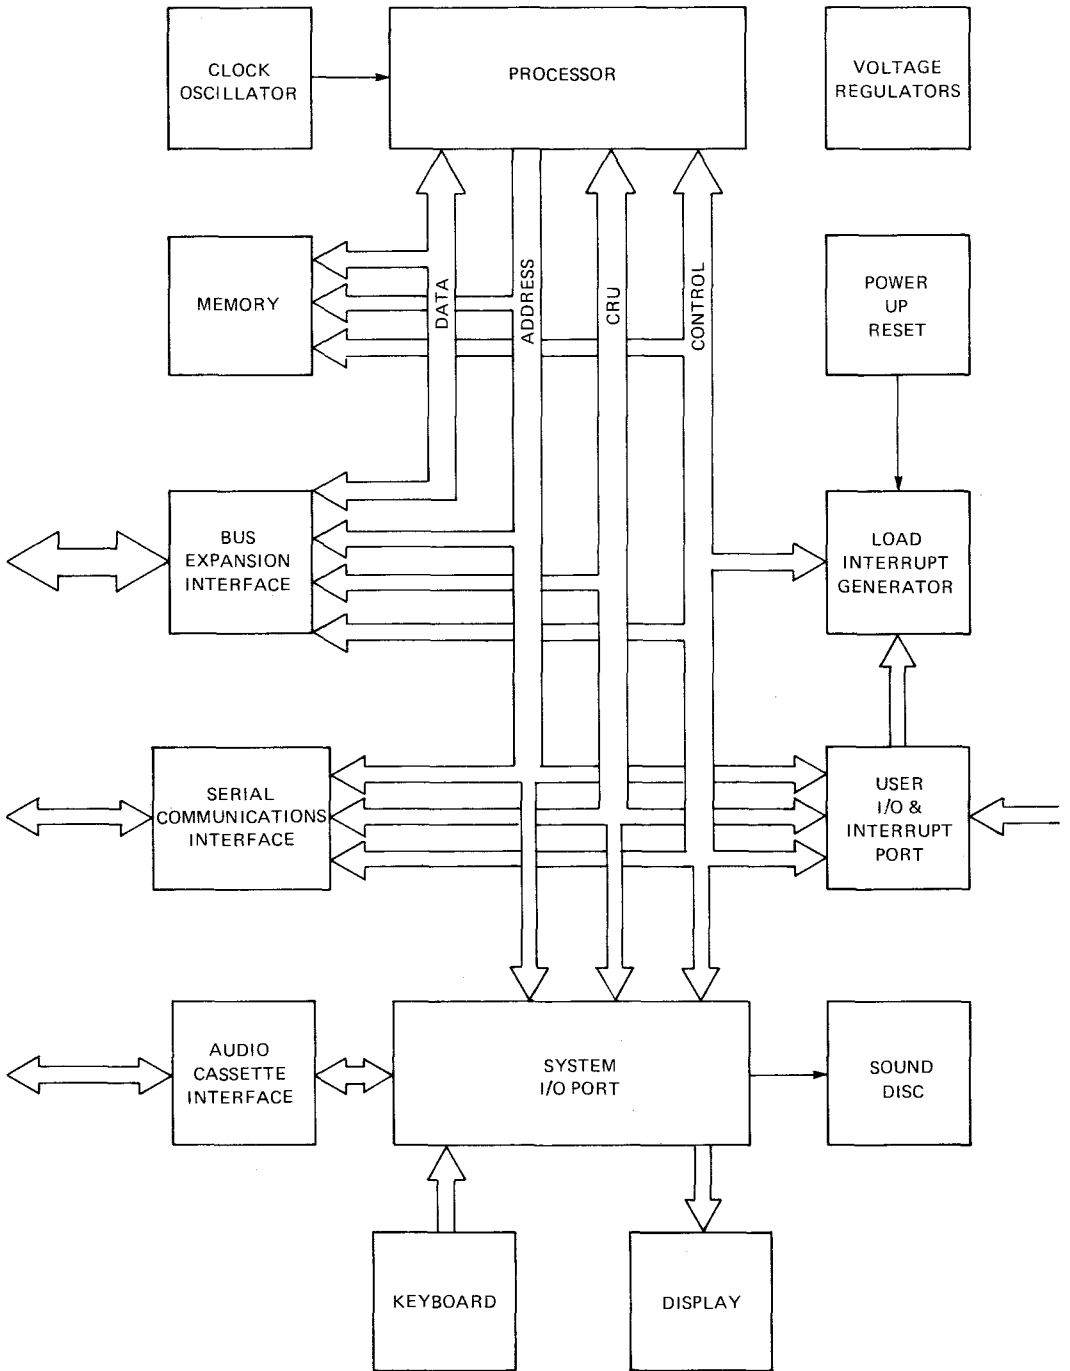 CLOCK
OSCILLATOR
PROCESSOR
VOLTAGE
REGULATORS
MEMORY
DATA
ADDRESS
CRU
CONTROL
POWER
UP
RESET
BUS
EXPANSION
INTERFACE
LOAD
INTERRUPT
GENERATOR
SERIAL
COMMUNICATIONS
INTERFACE
USER
I/O &
INTERRUPT
PORT
AUDIO
CASSETTE
INTERFACE
SYSTEM
I/O PORT
SOUND
DISC
KEYBOARD
DISPLAY